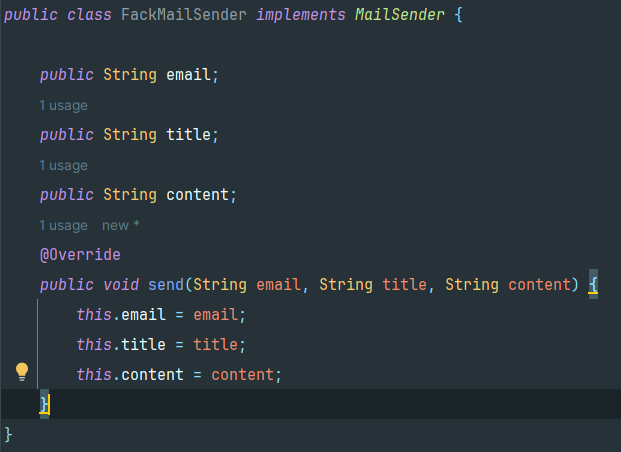 public class FackMailSender implements MailSender {
public String email;
1 usage
public String title;
1 usage
public String content;
1 usage new *
@Override
public void send(String email, String title, String content) {
this.email = email;
this.title = title;
this.content = content;
}
}